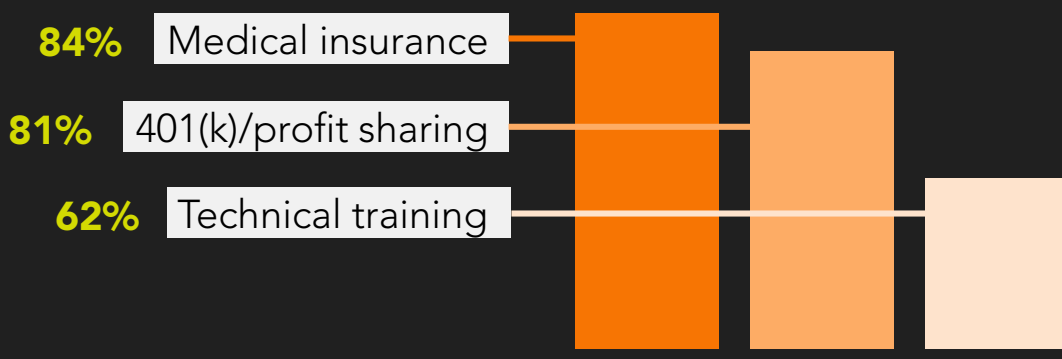 84% Medical insurance
81% 401(k)/profit sharing
62% Technical training